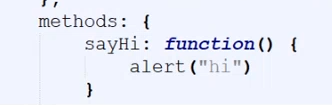 },
methods: {
sayHi: function() {
alert("hi")
}